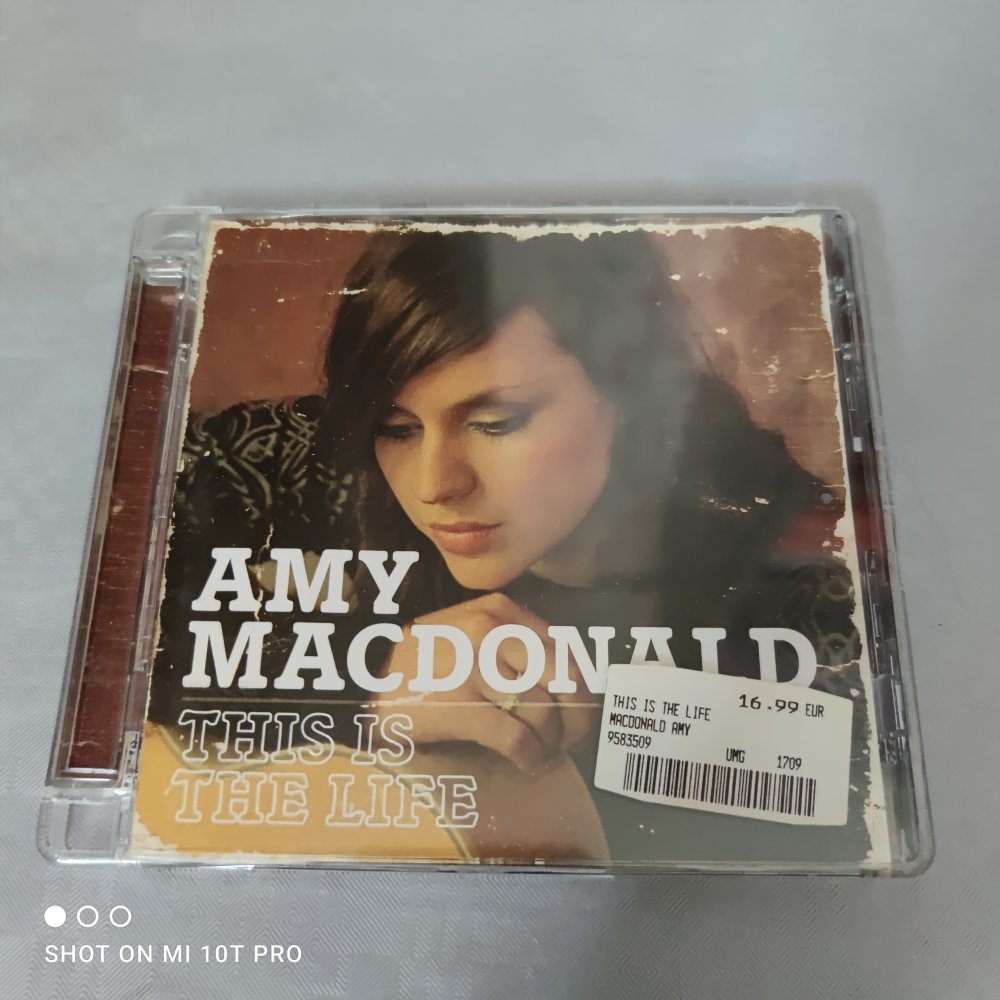 AMY
MACDONALD
THIS IS
THE LIFE
THIS IS THE LIFE 16.99 EUR
MACDONALD AMY
9583509
UMG 1709
SHOT ON MI 10T PRO